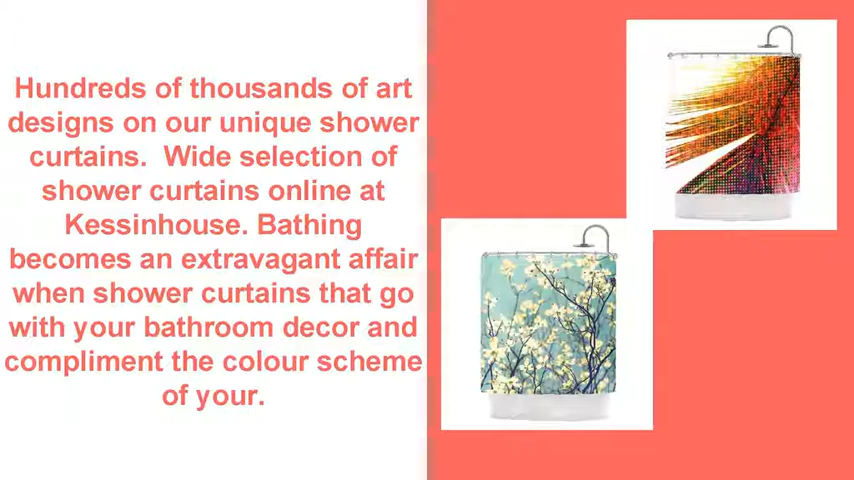 Hundreds of thousands of art
designs on our unique shower
curtains.  Wide selection of
shower curtains online at
Kessinhouse. Bathing
becomes an extravagant affair
when shower curtains that go
with your bathroom decor and
compliment the colour scheme
of your.